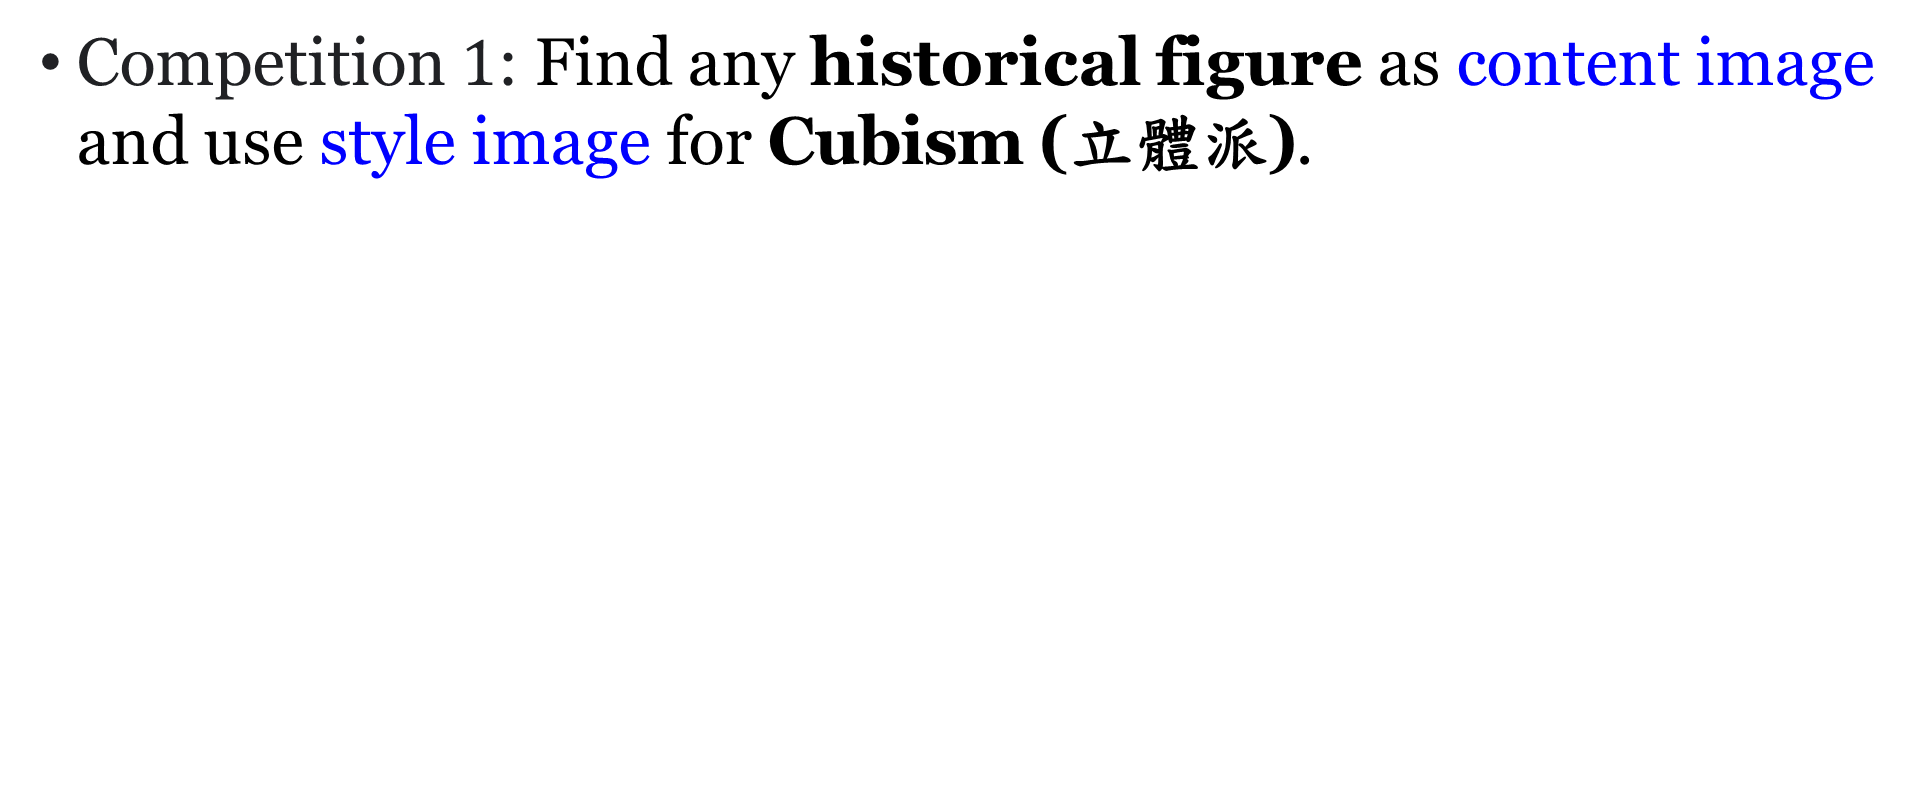 • Competition 1: Find any historical figure as content image
and use style image for Cubism (立體派).